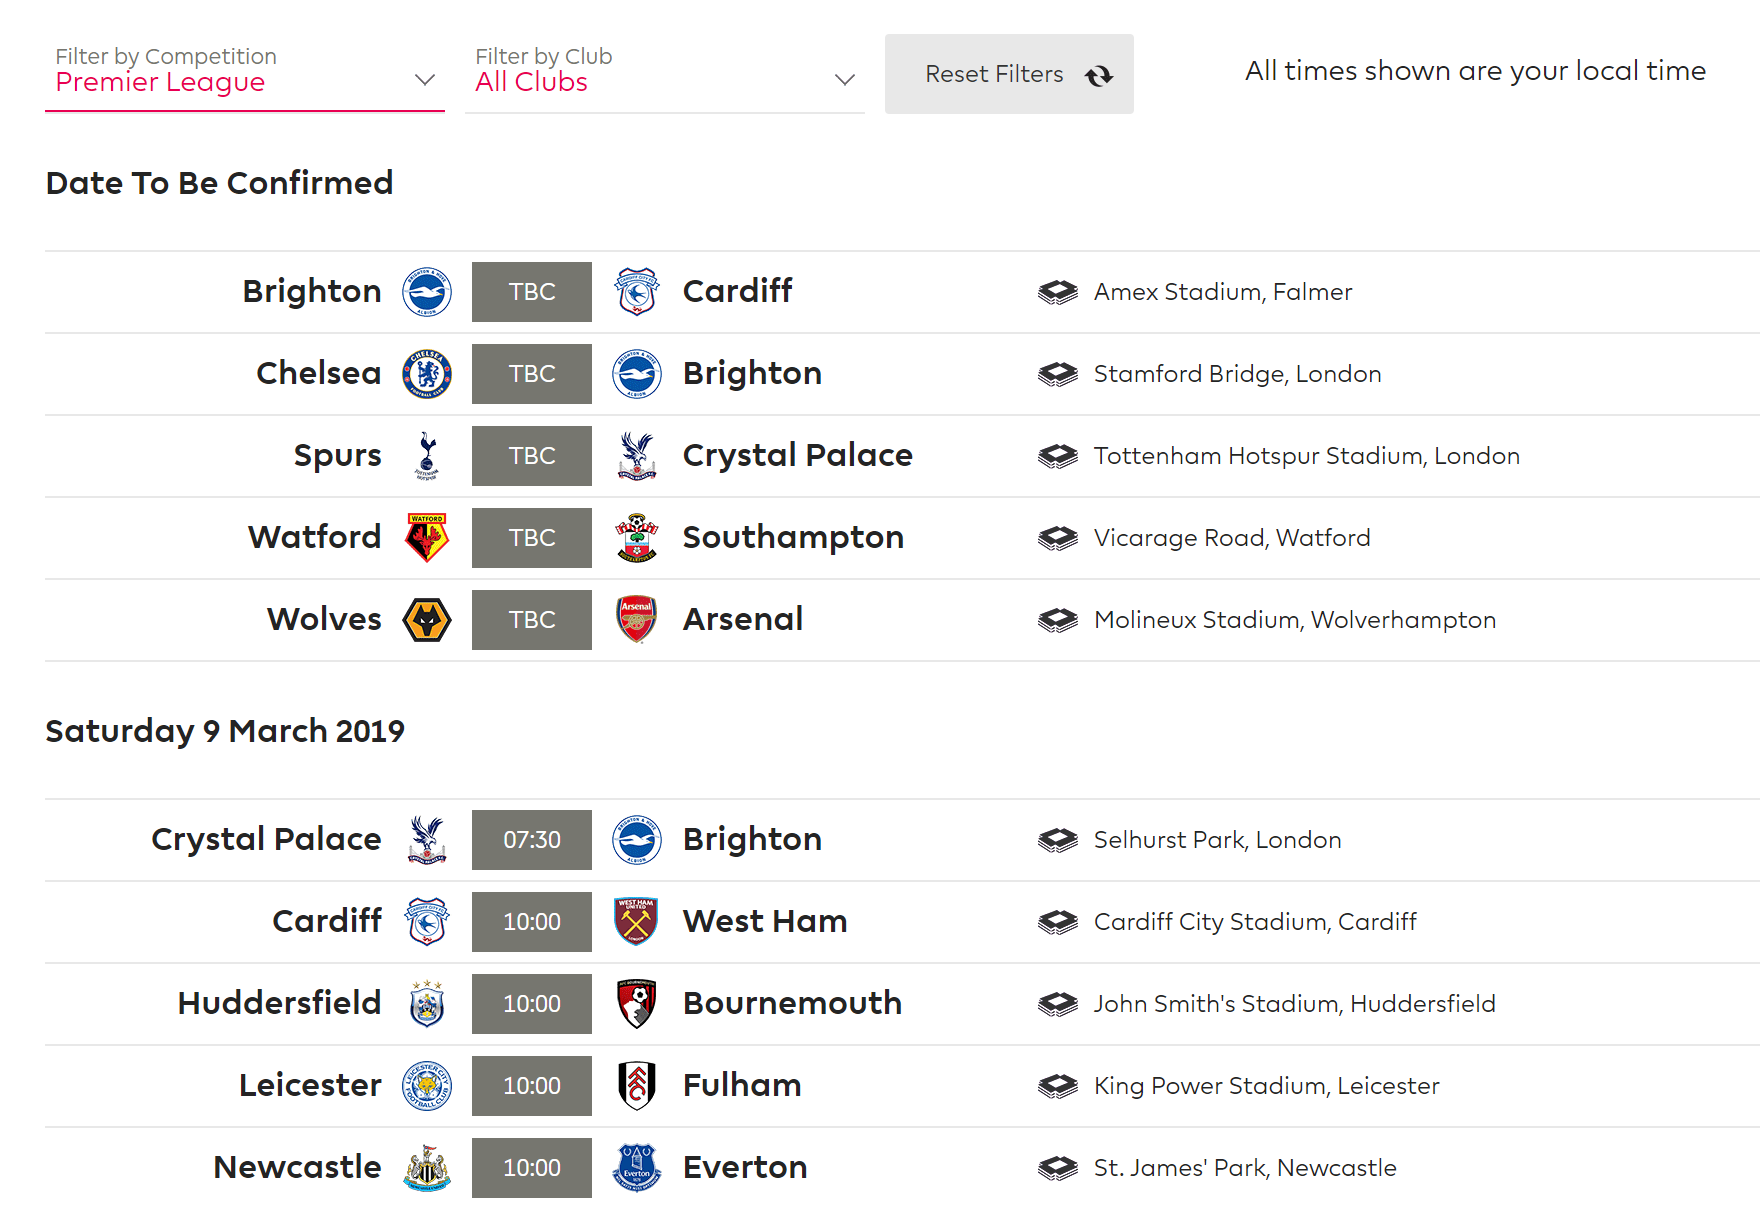 Filter by Competition
Premier League
Filter by Club
All Clubs
Reset Filters
All times shown are your local time
Date To Be Confirmed
Brighton TBC Cardiff Amex Stadium, Falmer
Chelsea TBC Brighton Stamford Bridge, London
Spurs TBC Crystal Palace Tottenham Hotspur Stadium, London
Watford TBC Southampton Vicarage Road, Watford
Wolves TBC Arsenal Molineux Stadium, Wolverhampton
Saturday 9 March 2019
Crystal Palace 07:30 Brighton Selhurst Park, London
Cardiff 10:00 West Ham Cardiff City Stadium, Cardiff
Huddersfield 10:00 Bournemouth John Smith's Stadium, Huddersfield
Leicester 10:00 Fulham King Power Stadium, Leicester
Newcastle 10:00 Everton St. James' Park, Newcastle